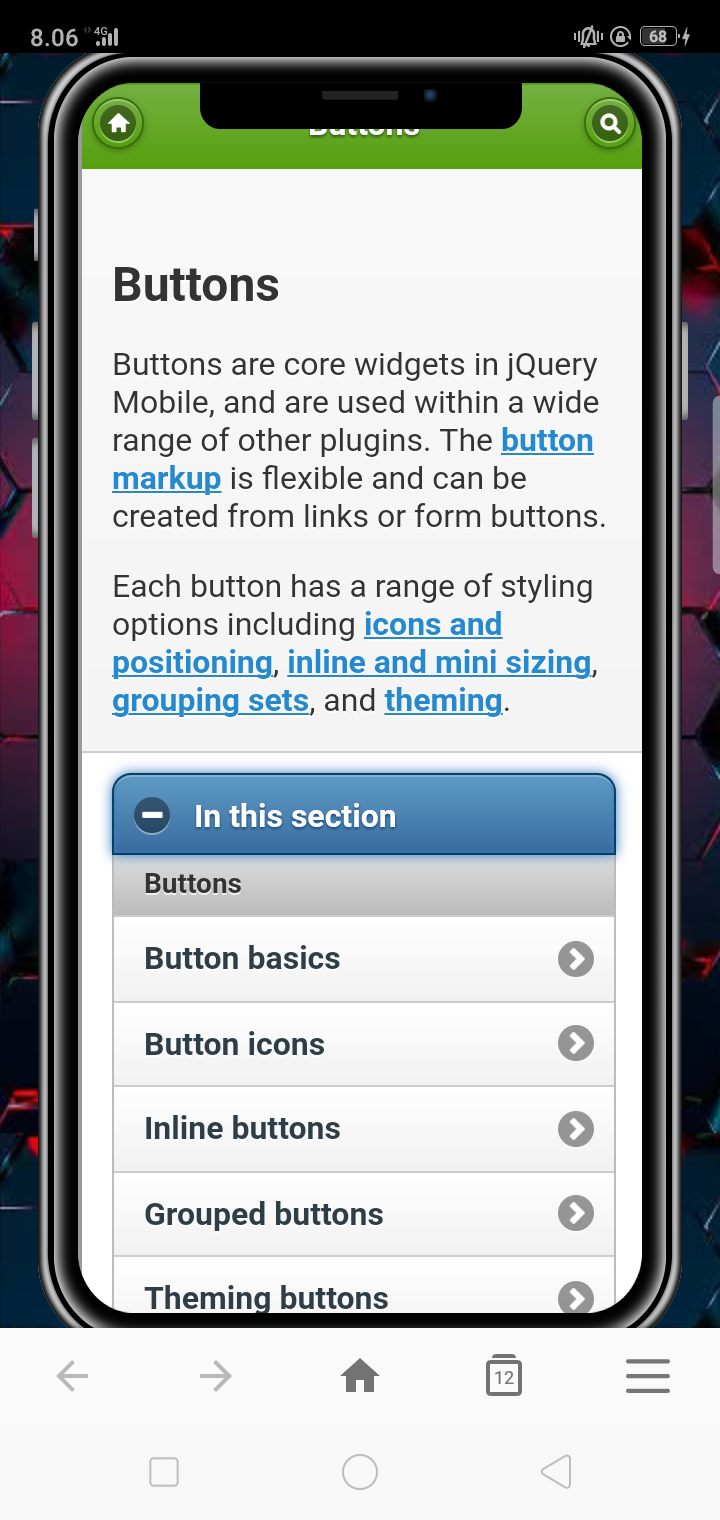 8.06 4G 68
Buttons
Buttons
Buttons are core widgets in jQuery
Mobile, and are used within a wide
range of other plugins. The button
markup is flexible and can be
created from links or form buttons.
Each button has a range of styling
options including icons and
positioning, inline and mini sizing,
grouping sets, and theming.
In this section
Buttons
Button basics
Button icons
Inline buttons
Grouped buttons
Theming buttons
12